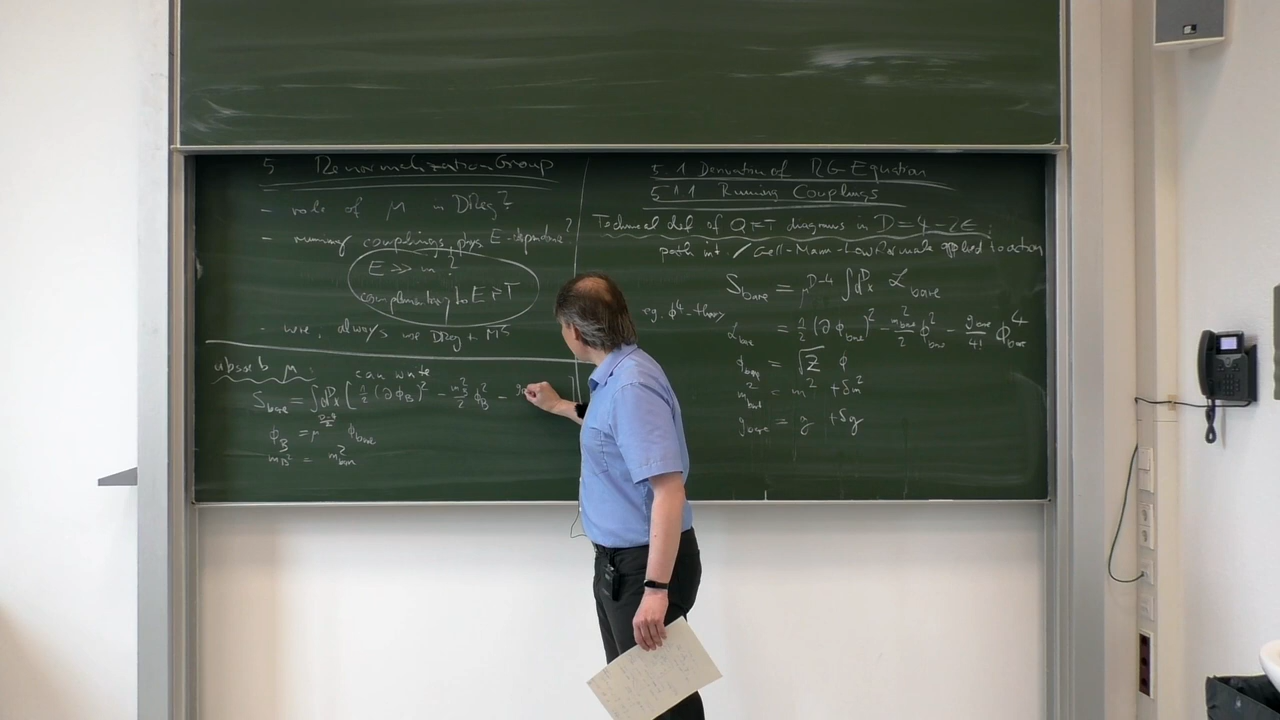 5 Renormalization Group
- role of μ in DReg?
- running couplings, phys E-dependence?
E ≫ m?
complementary to E ≷ T
- here, always use DReg + MS
absorb μ: can write
S_bare = ∫d^Dx [ 1/2 (∂ϕ_B)² - m_B²/2 ϕ_B² -
ϕ_B = μ^{(D-4)/2} ϕ_bare
m_B² = m²_bare
5.1 Derivation of RG Equation
5.1.1 Running Couplings
Technical def of QFT diagrams in D = 4 - 2ε:
path int. / Gell-Mann-Low formula applied to action
S_bare = μ^{D-4} ∫d^Dx ℒ_bare
eg. ϕ⁴-theory
ℒ_bare = 1/2 (∂ϕ_bare)² - m²_bare/2 ϕ²_bare - g_bare/4! ϕ⁴_bare
ϕ_bare = √Z ϕ
m²_bare = m² + δm²
g_bare = g + δg